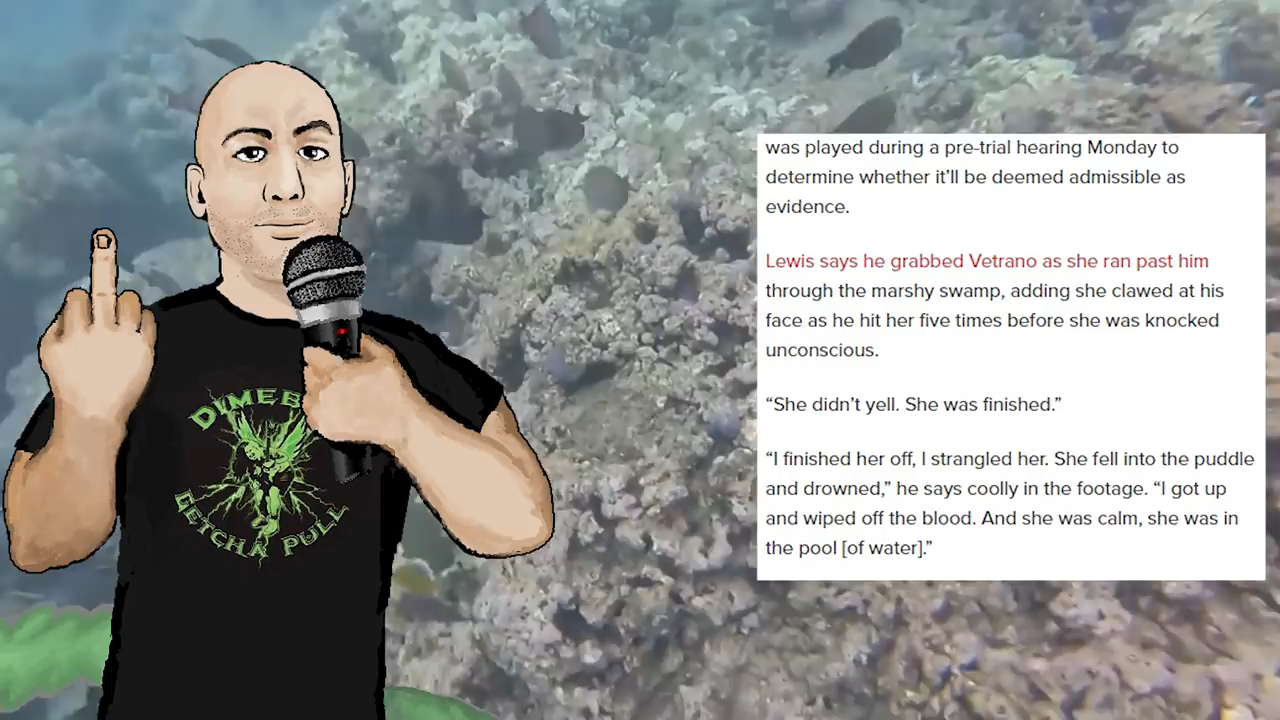 DIMEB
GETCHA PULL
was played during a pre-trial hearing Monday to
determine whether it’ll be deemed admissible as
evidence.
Lewis says he grabbed Vetrano as she ran past him
through the marshy swamp, adding she clawed at his
face as he hit her five times before she was knocked
unconscious.
“She didn’t yell. She was finished.”
“I finished her off, I strangled her. She fell into the puddle
and drowned,” he says coolly in the footage. “I got up
and wiped off the blood. And she was calm, she was in
the pool [of water].”